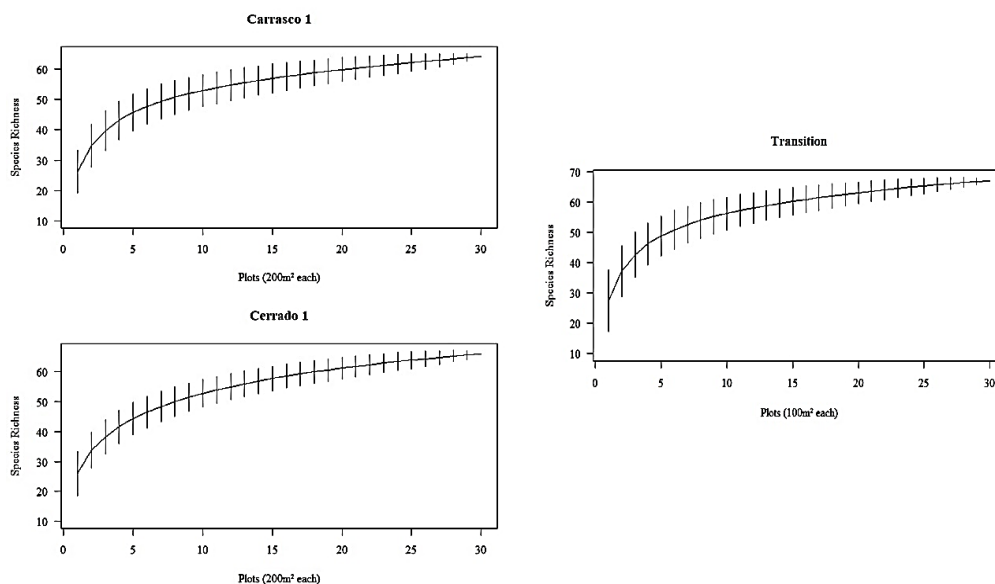 Carrasco 1
Species Richness
60
50
40
30
20
10
0 5 10 15 20 25 30
Plots (200m² each)
Cerrado 1
Species Richness
60
50
40
30
20
10
0 5 10 15 20 25 30
Plots (200m² each)
Transition
Species Richness
70
60
50
40
30
20
10
0 5 10 15 20 25 30
Plots (100m² each)